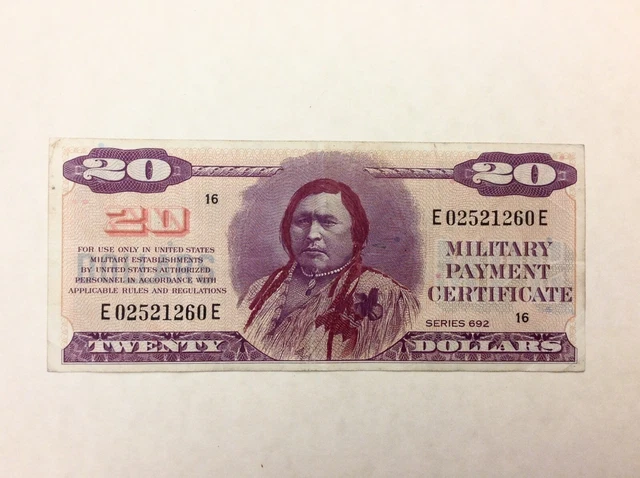 20
20
16
20
E02521260E
FOR USE ONLY IN UNITED STATES
MILITARY ESTABLISHMENTS
BY UNITED STATES AUTHORIZED
PERSONNEL IN ACCORDANCE WITH
APPLICABLE RULES AND REGULATIONS
MILITARY
PAYMENT
CERTIFICATE
E02521260E
SERIES 692
16
TWENTY
DOLLARS